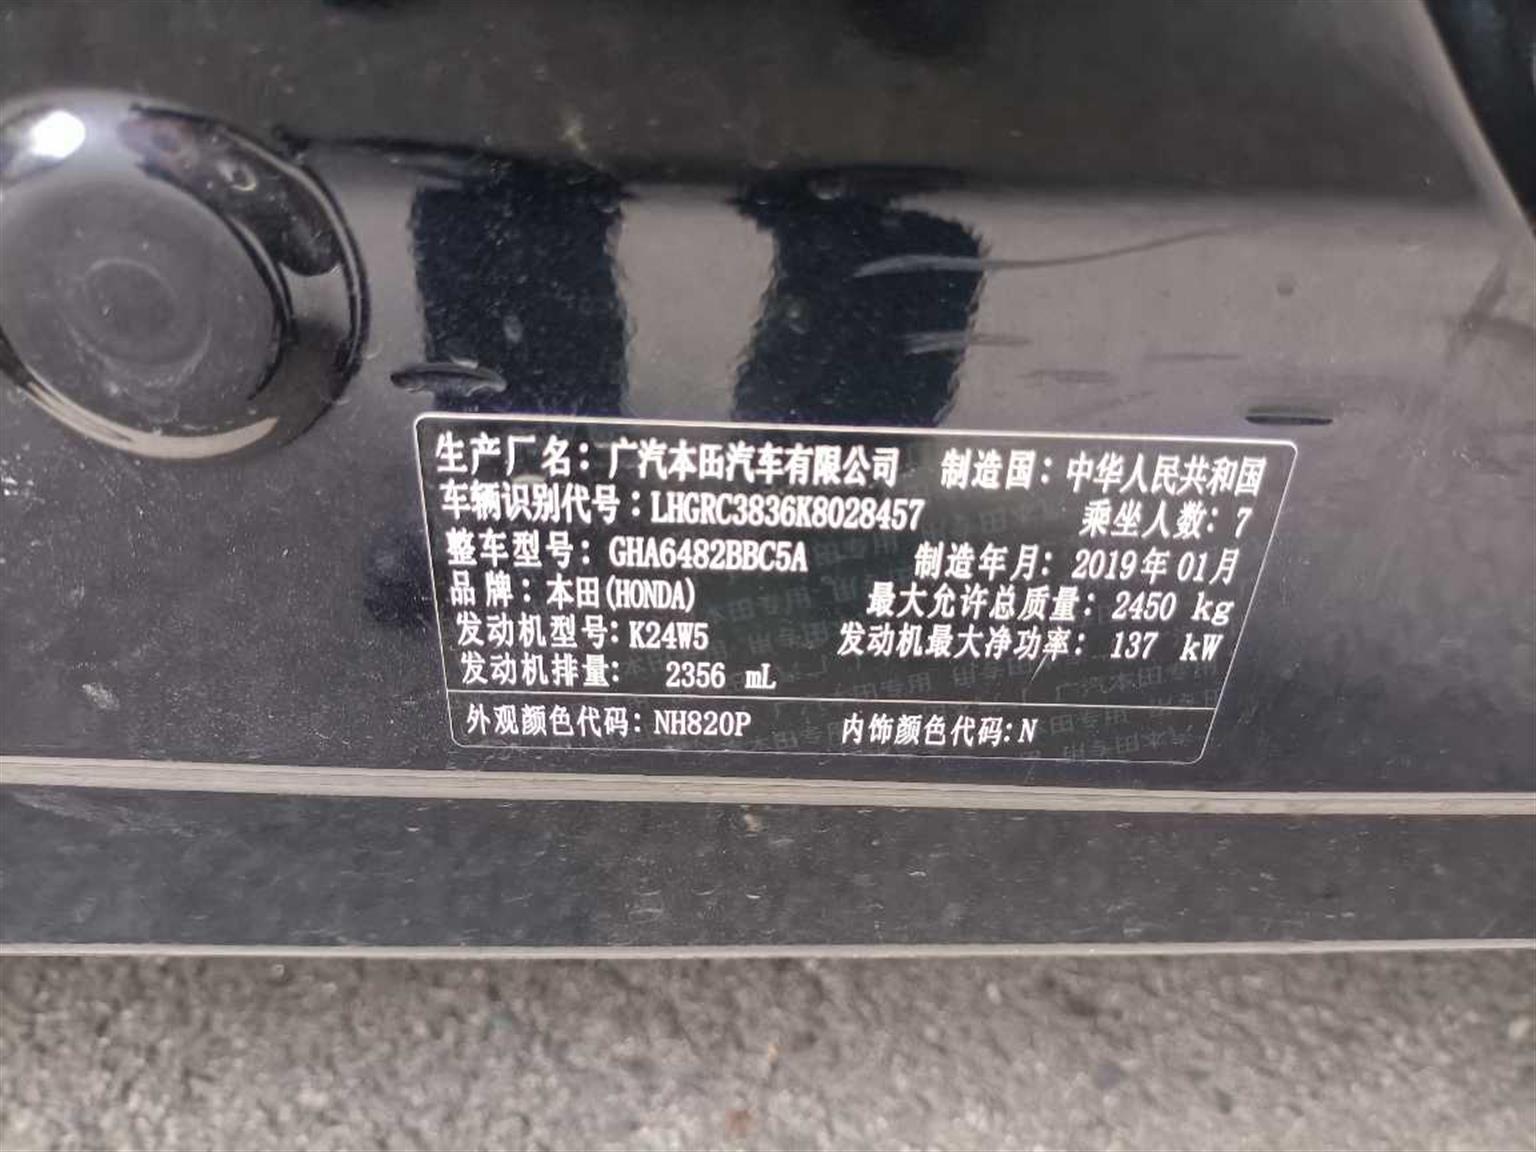 生产厂名：广汽本田汽车有限公司 制造国：中华人民共和国
车辆识别代号：LHGRC3836K8028457 乘坐人数：7
整车型号：GHA6482BBC5A 制造年月：2019年01月
品牌：本田(HONDA) 最大允许总质量：2450 kg
发动机型号：K24W5 发动机最大净功率：137 kW
发动机排量： 2356 mL
外观颜色代码：NH820P 内饰颜色代码：N